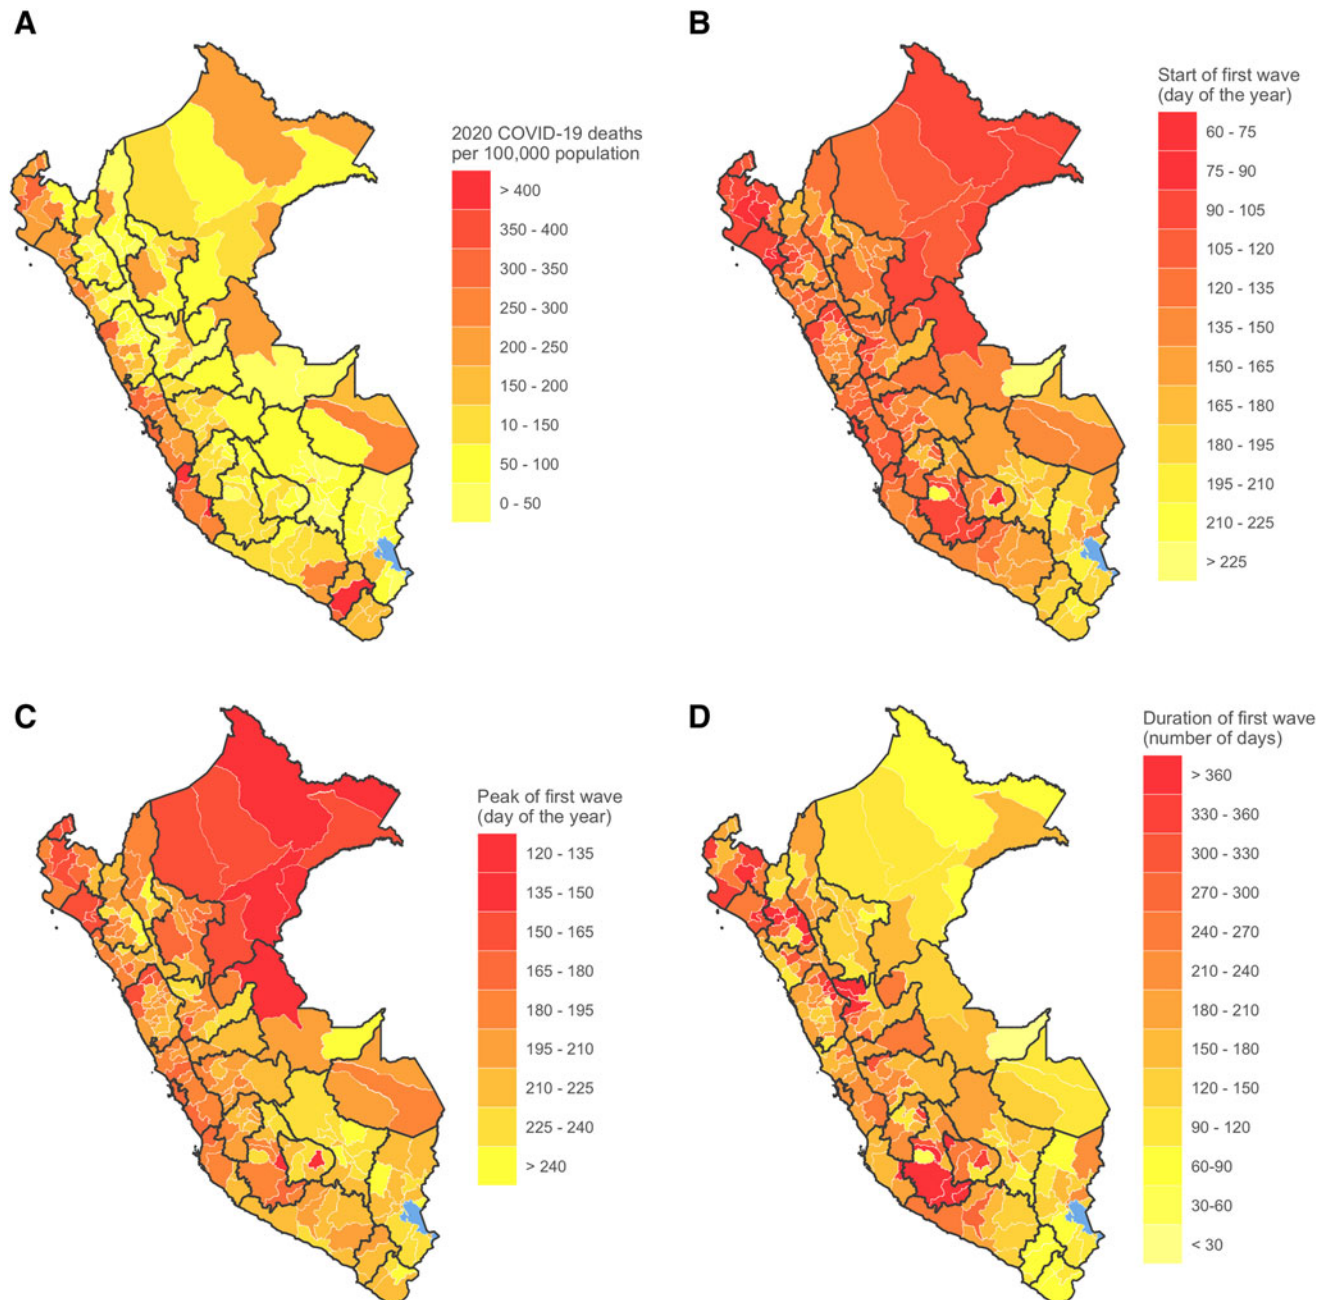 A
2020 COVID-19 deaths
per 100,000 population
> 400
350 - 400
300 - 350
250 - 300
200 - 250
150 - 200
10 - 150
50 - 100
0 - 50
B
Start of first wave
(day of the year)
60 - 75
75 - 90
90 - 105
105 - 120
120 - 135
135 - 150
150 - 165
165 - 180
180 - 195
195 - 210
210 - 225
> 225
C
Peak of first wave
(day of the year)
120 - 135
135 - 150
150 - 165
165 - 180
180 - 195
195 - 210
210 - 225
225 - 240
> 240
D
Duration of first wave
(number of days)
> 360
330 - 360
300 - 330
270 - 300
240 - 270
210 - 240
180 - 210
150 - 180
120 - 150
90 - 120
60-90
30-60
< 30